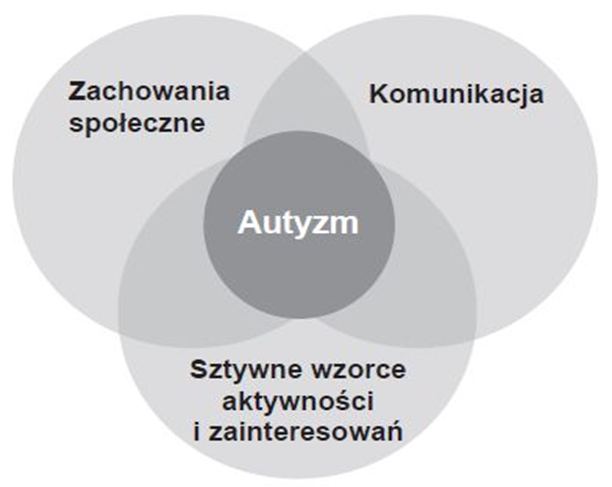 Zachowania
społeczne
Komunikacja
Autyzm
Sztywne wzorce
aktywności
i zainteresowań